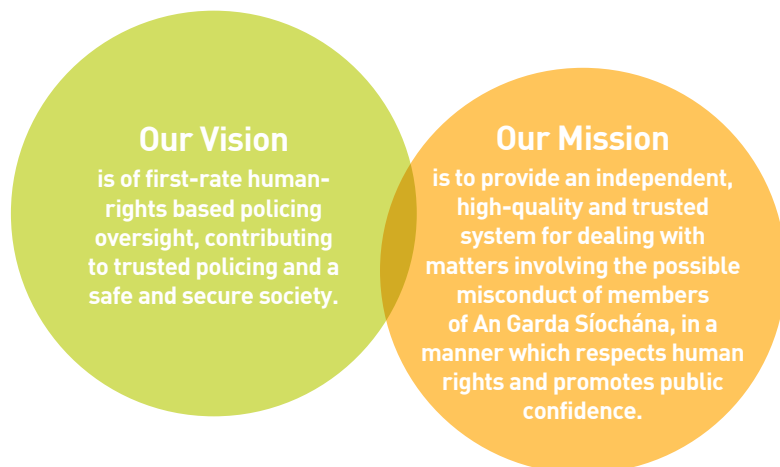 Our Vision
is of first-rate human-
rights based policing
oversight, contributing
to trusted policing and a
safe and secure society.
Our Mission
is to provide an independent,
high-quality and trusted
system for dealing with
matters involving the possible
misconduct of members
of An Garda Síochána, in a
manner which respects human
rights and promotes public
confidence.